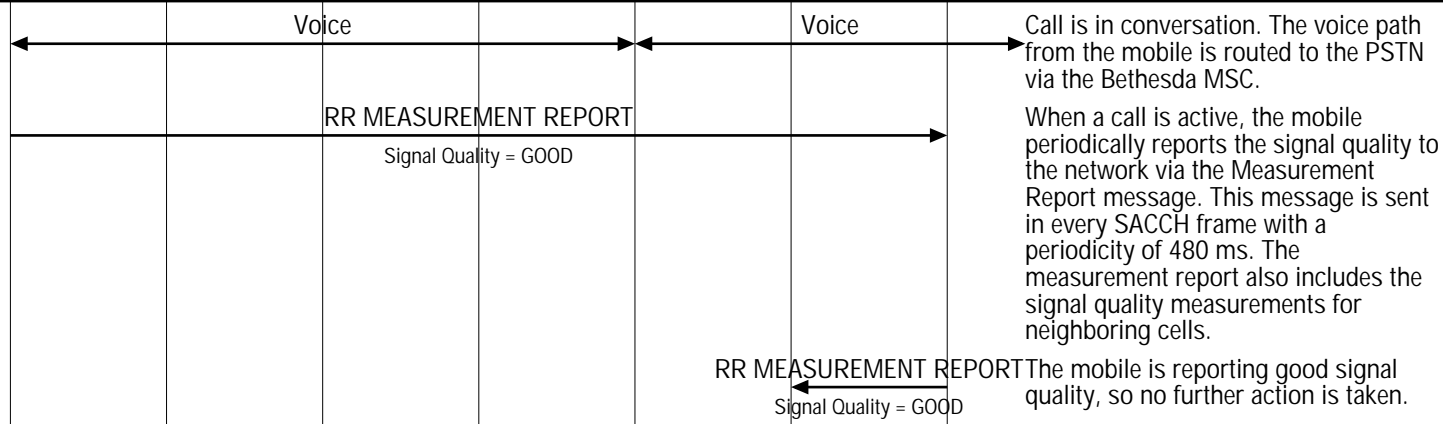 Voice
Voice
Call is in conversation. The voice path
from the mobile is routed to the PSTN
via the Bethesda MSC.
RR MEASUREMENT REPORT
Signal Quality = GOOD
When a call is active, the mobile
periodically reports the signal quality to
the network via the Measurement
Report message. This message is sent
in every SACCH frame with a
periodicity of 480 ms. The
measurement report also includes the
signal quality measurements for
neighboring cells.
RR MEASUREMENT REPORT
Signal Quality = GOOD
The mobile is reporting good signal
quality, so no further action is taken.